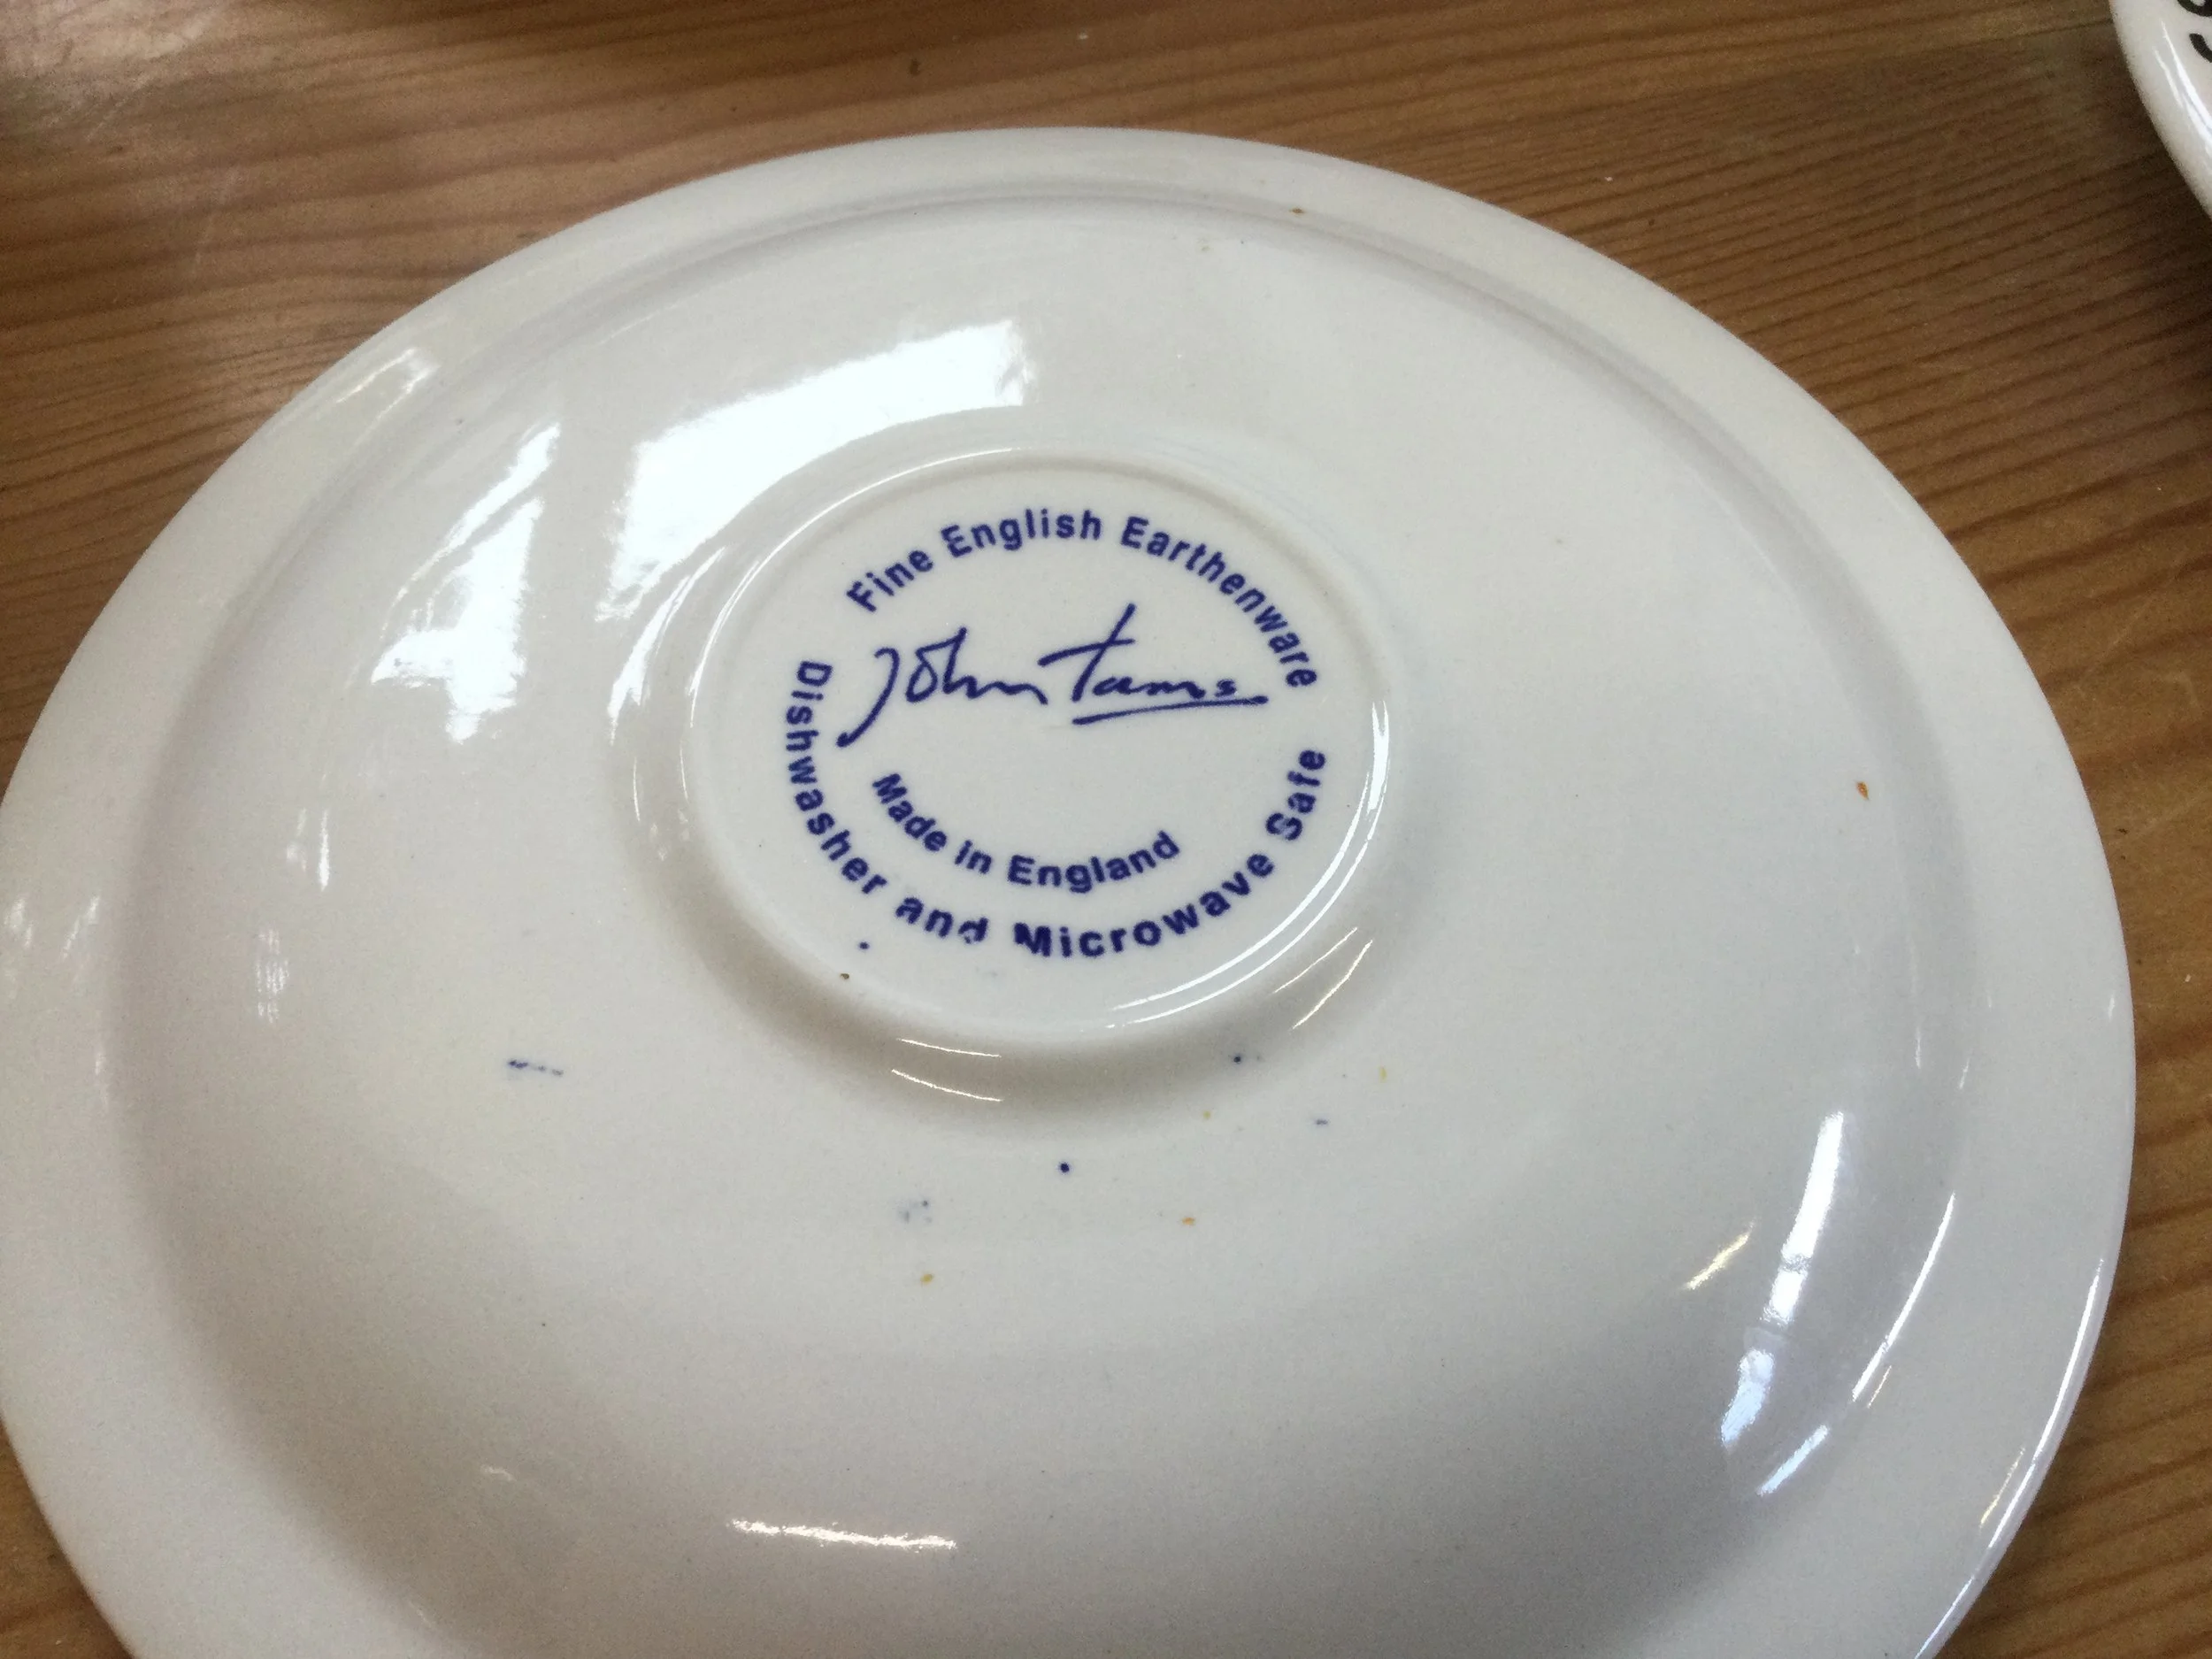 Fine English Earthenware
John Tams
Made in England
Dishwasher and Microwave Safe